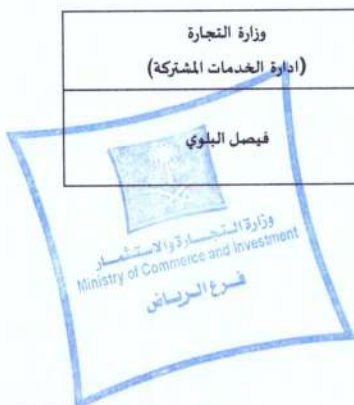 وزارة التجارة
(ادارة الخدمات المشتركة)
فيصل البلوي
وزارة التجارة والاستثمار
Ministry of Commerce and Investment
فرع الرياض